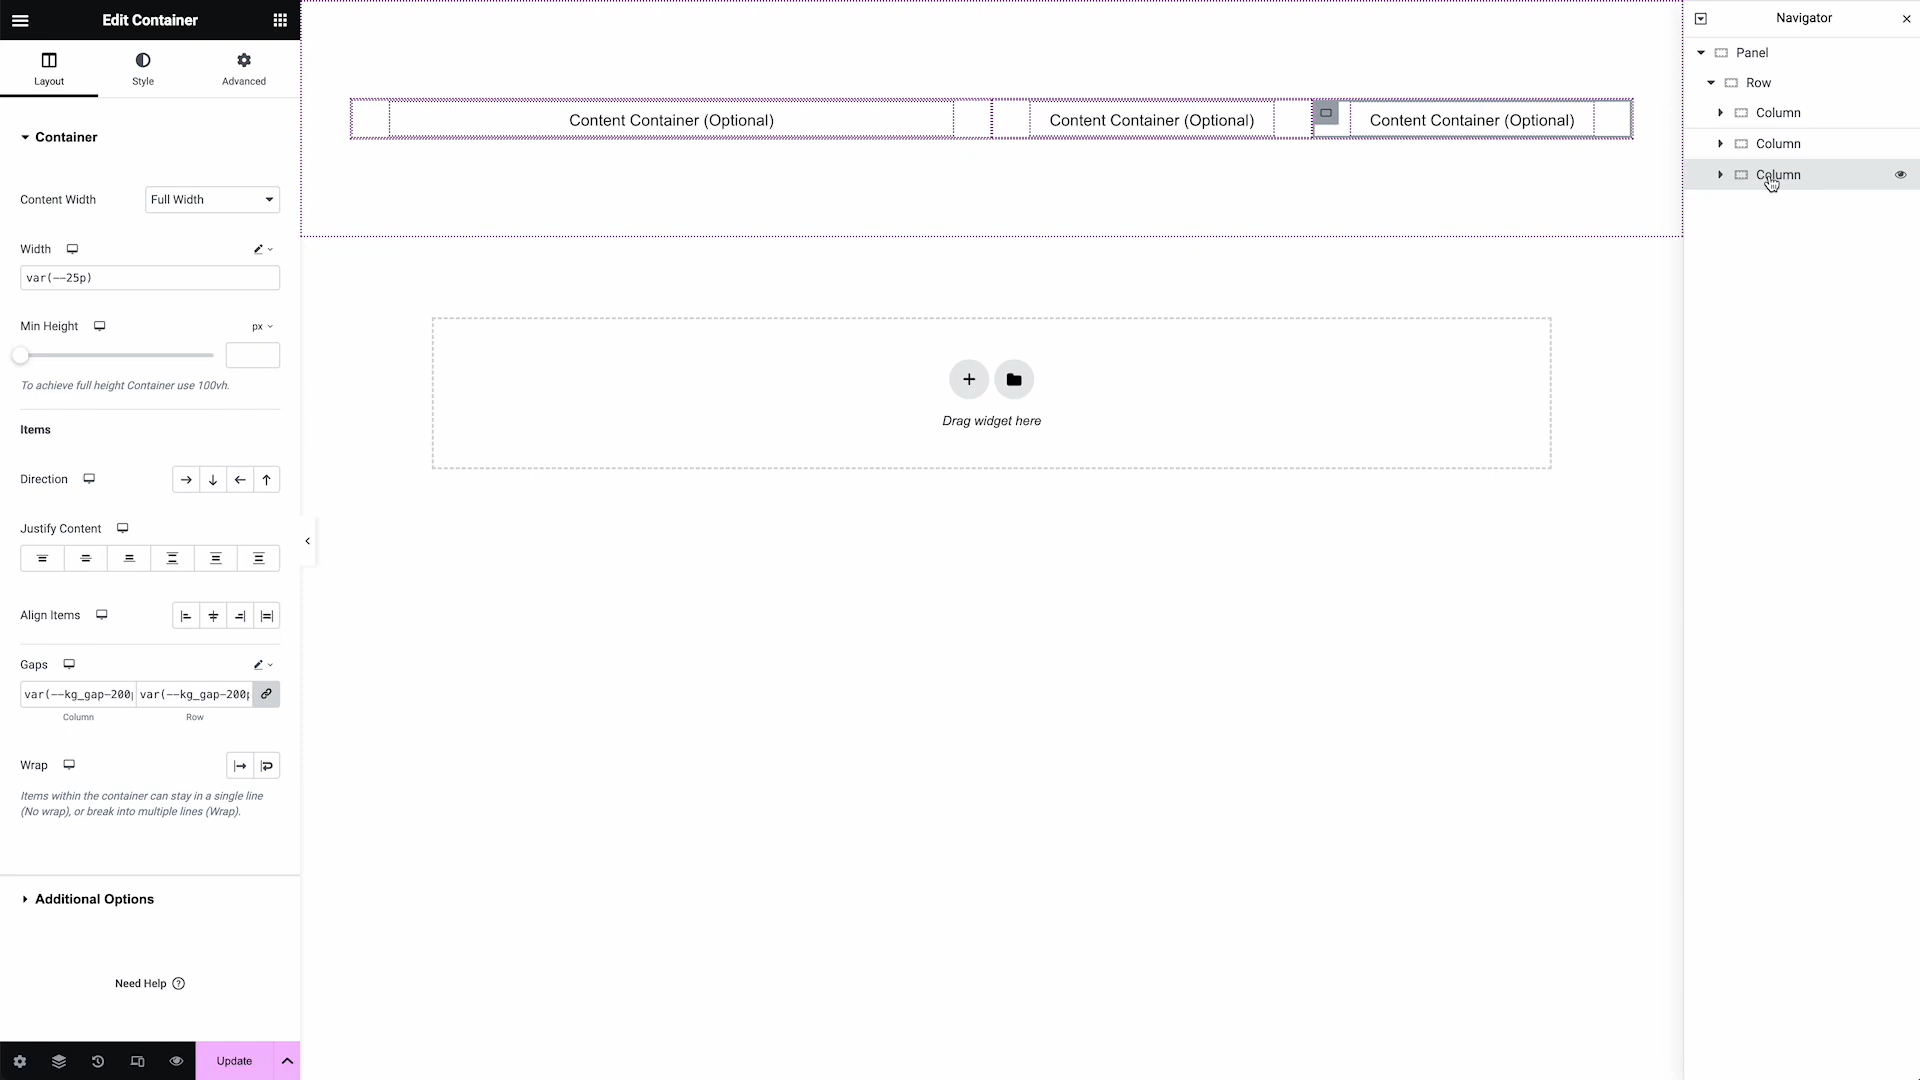 Edit Container
Layout
Style
Advanced
Container
Content Width
Full Width
Width
var(--25p)
Min Height
px
To achieve full height Container use 100vh.
Items
Direction
Justify Content
Align Items
Gaps
var(--kg_gap-200 var(--kg_gap-200
Column
Row
Wrap
Items within the container can stay in a single line
(No wrap), or break into multiple lines (Wrap).
Additional Options
Need Help ?
Update
Content Container (Optional)
Content Container (Optional)
Content Container (Optional)
Drag widget here
Navigator
Panel
Row
Column
Column
Column